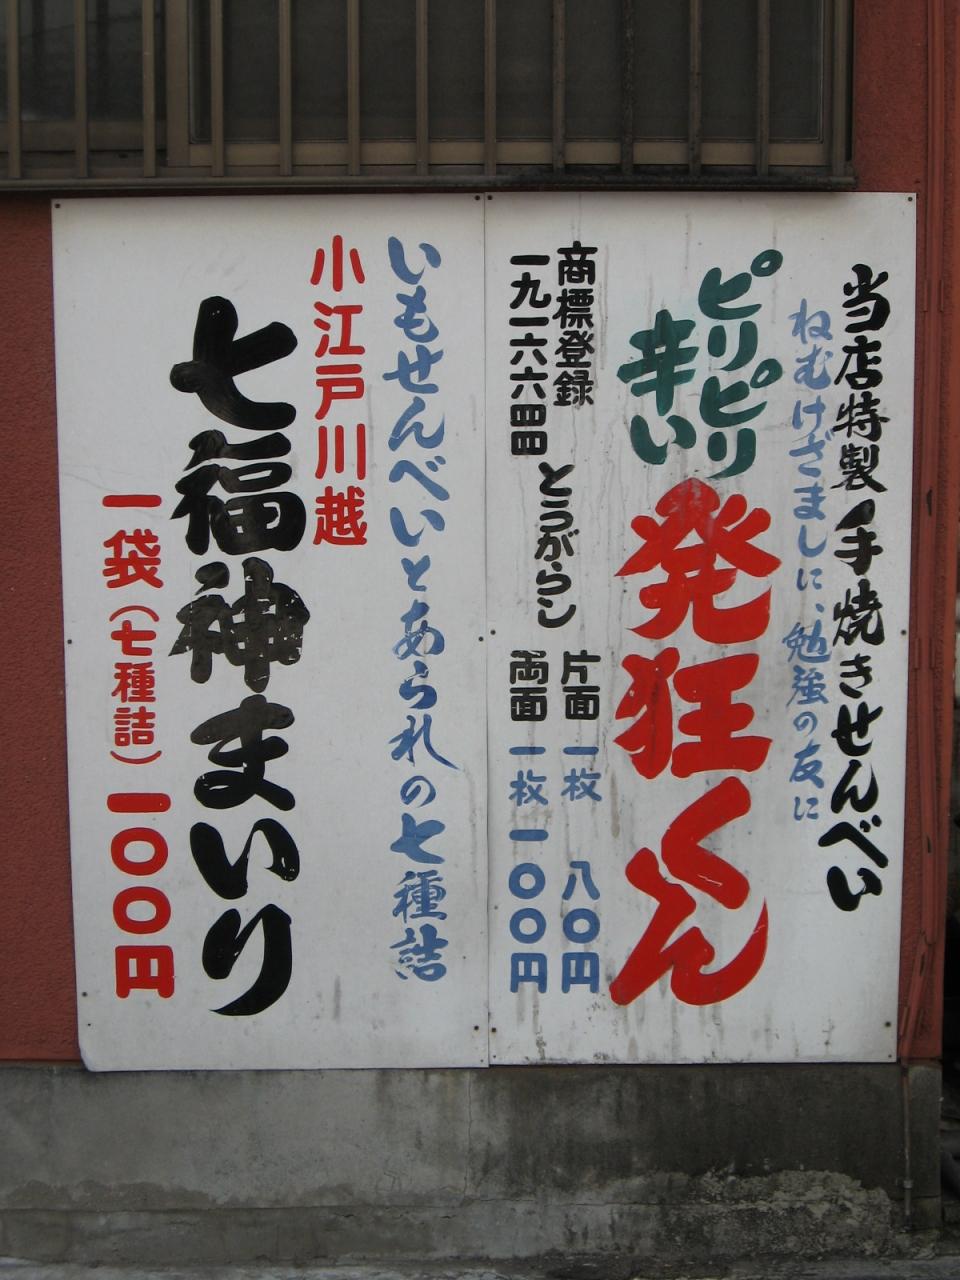 当店特製手焼きせんべい
ねむけざましに、勉強の友に
ピリピリ
辛い
発狂くん
商標登録
一九一六六四四
とうがらし
片面一枚 八〇円
両面一枚一〇〇円
いもせんべいとあられの七種詰
小江戸川越
七福神まいり
一袋(七種詰)一〇〇円